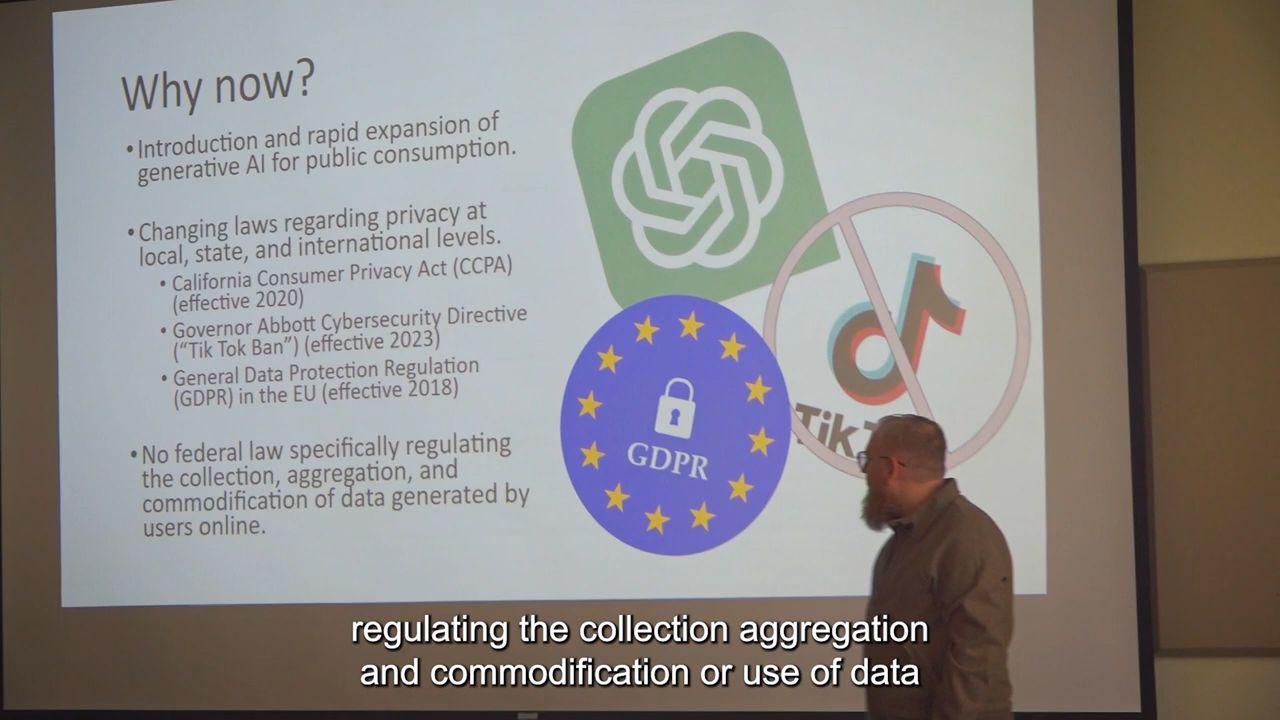 Why now?
•Introduction and rapid expansion of
generative AI for public consumption.
•Changing laws regarding privacy at
local, state, and international levels.
• California Consumer Privacy Act (CCPA)
(effective 2020)
• Governor Abbott Cybersecurity Directive
(“Tik Tok Ban”) (effective 2023)
• General Data Protection Regulation
(GDPR) in the EU (effective 2018)
•No federal law specifically regulating
the collection, aggregation, and
commodification of data generated by
users online.
GDPR
regulating the collection aggregation
and commodification or use of data